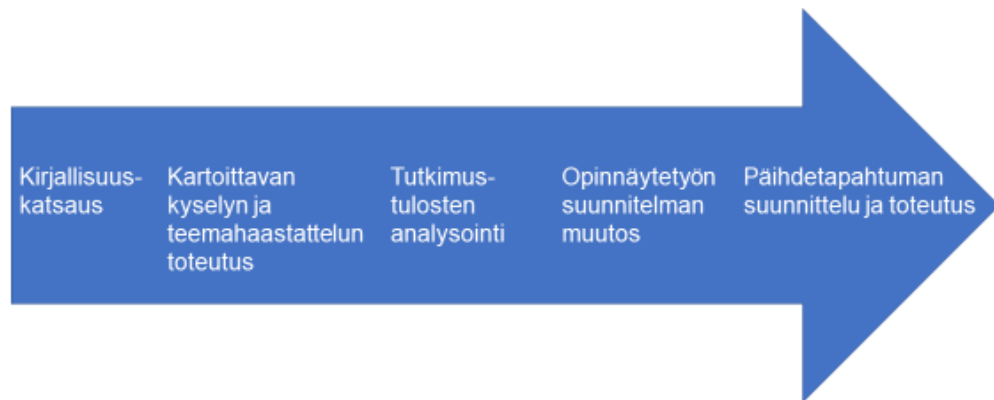 Kirjallisuus-
katsaus
Kartoittavan
kyselyn ja
teemahaastattelun
toteutus
Tutkimus-
tulosten
analysointi
Opinnäytetyön
suunnitelman
muutos
Päihdetapahtuman
suunnittelu ja toteutus